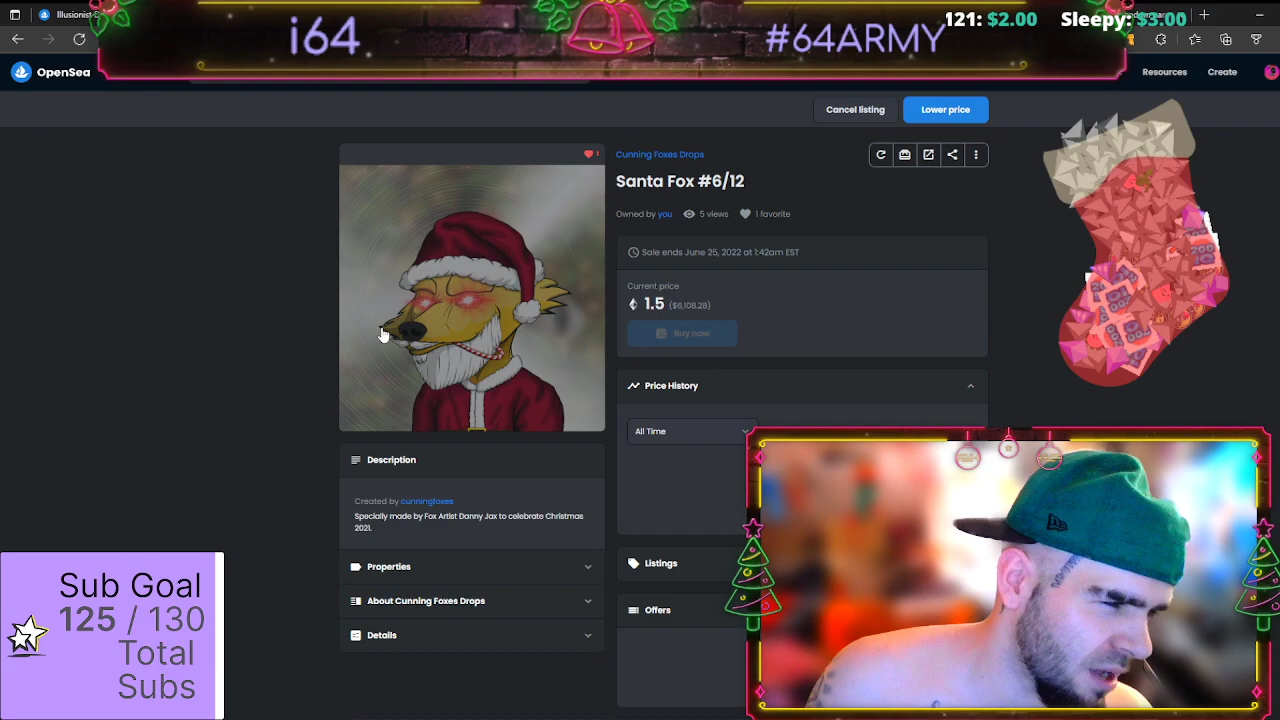 Illusionist
i64
#64ARMY
121: $2.00 Sleepy: $3.00
OpenSea
Resources Create
Cancel listing Lower price
1
Cunning Foxes Drops
Santa Fox #6/12
Owned by you 5 views 1 favorite
Sale ends June 25, 2022 at 1:42am EST
Current price
1.5 ($6,108.28)
Buy now
Price History
All Time
Description
Created by cunningfoxes
Specially made by Fox Artist Danny Jax to celebrate Christmas
2021.
Properties
About Cunning Foxes Drops
Details
Listings
Offers
Sub Goal
125 / 130
Total
Subs